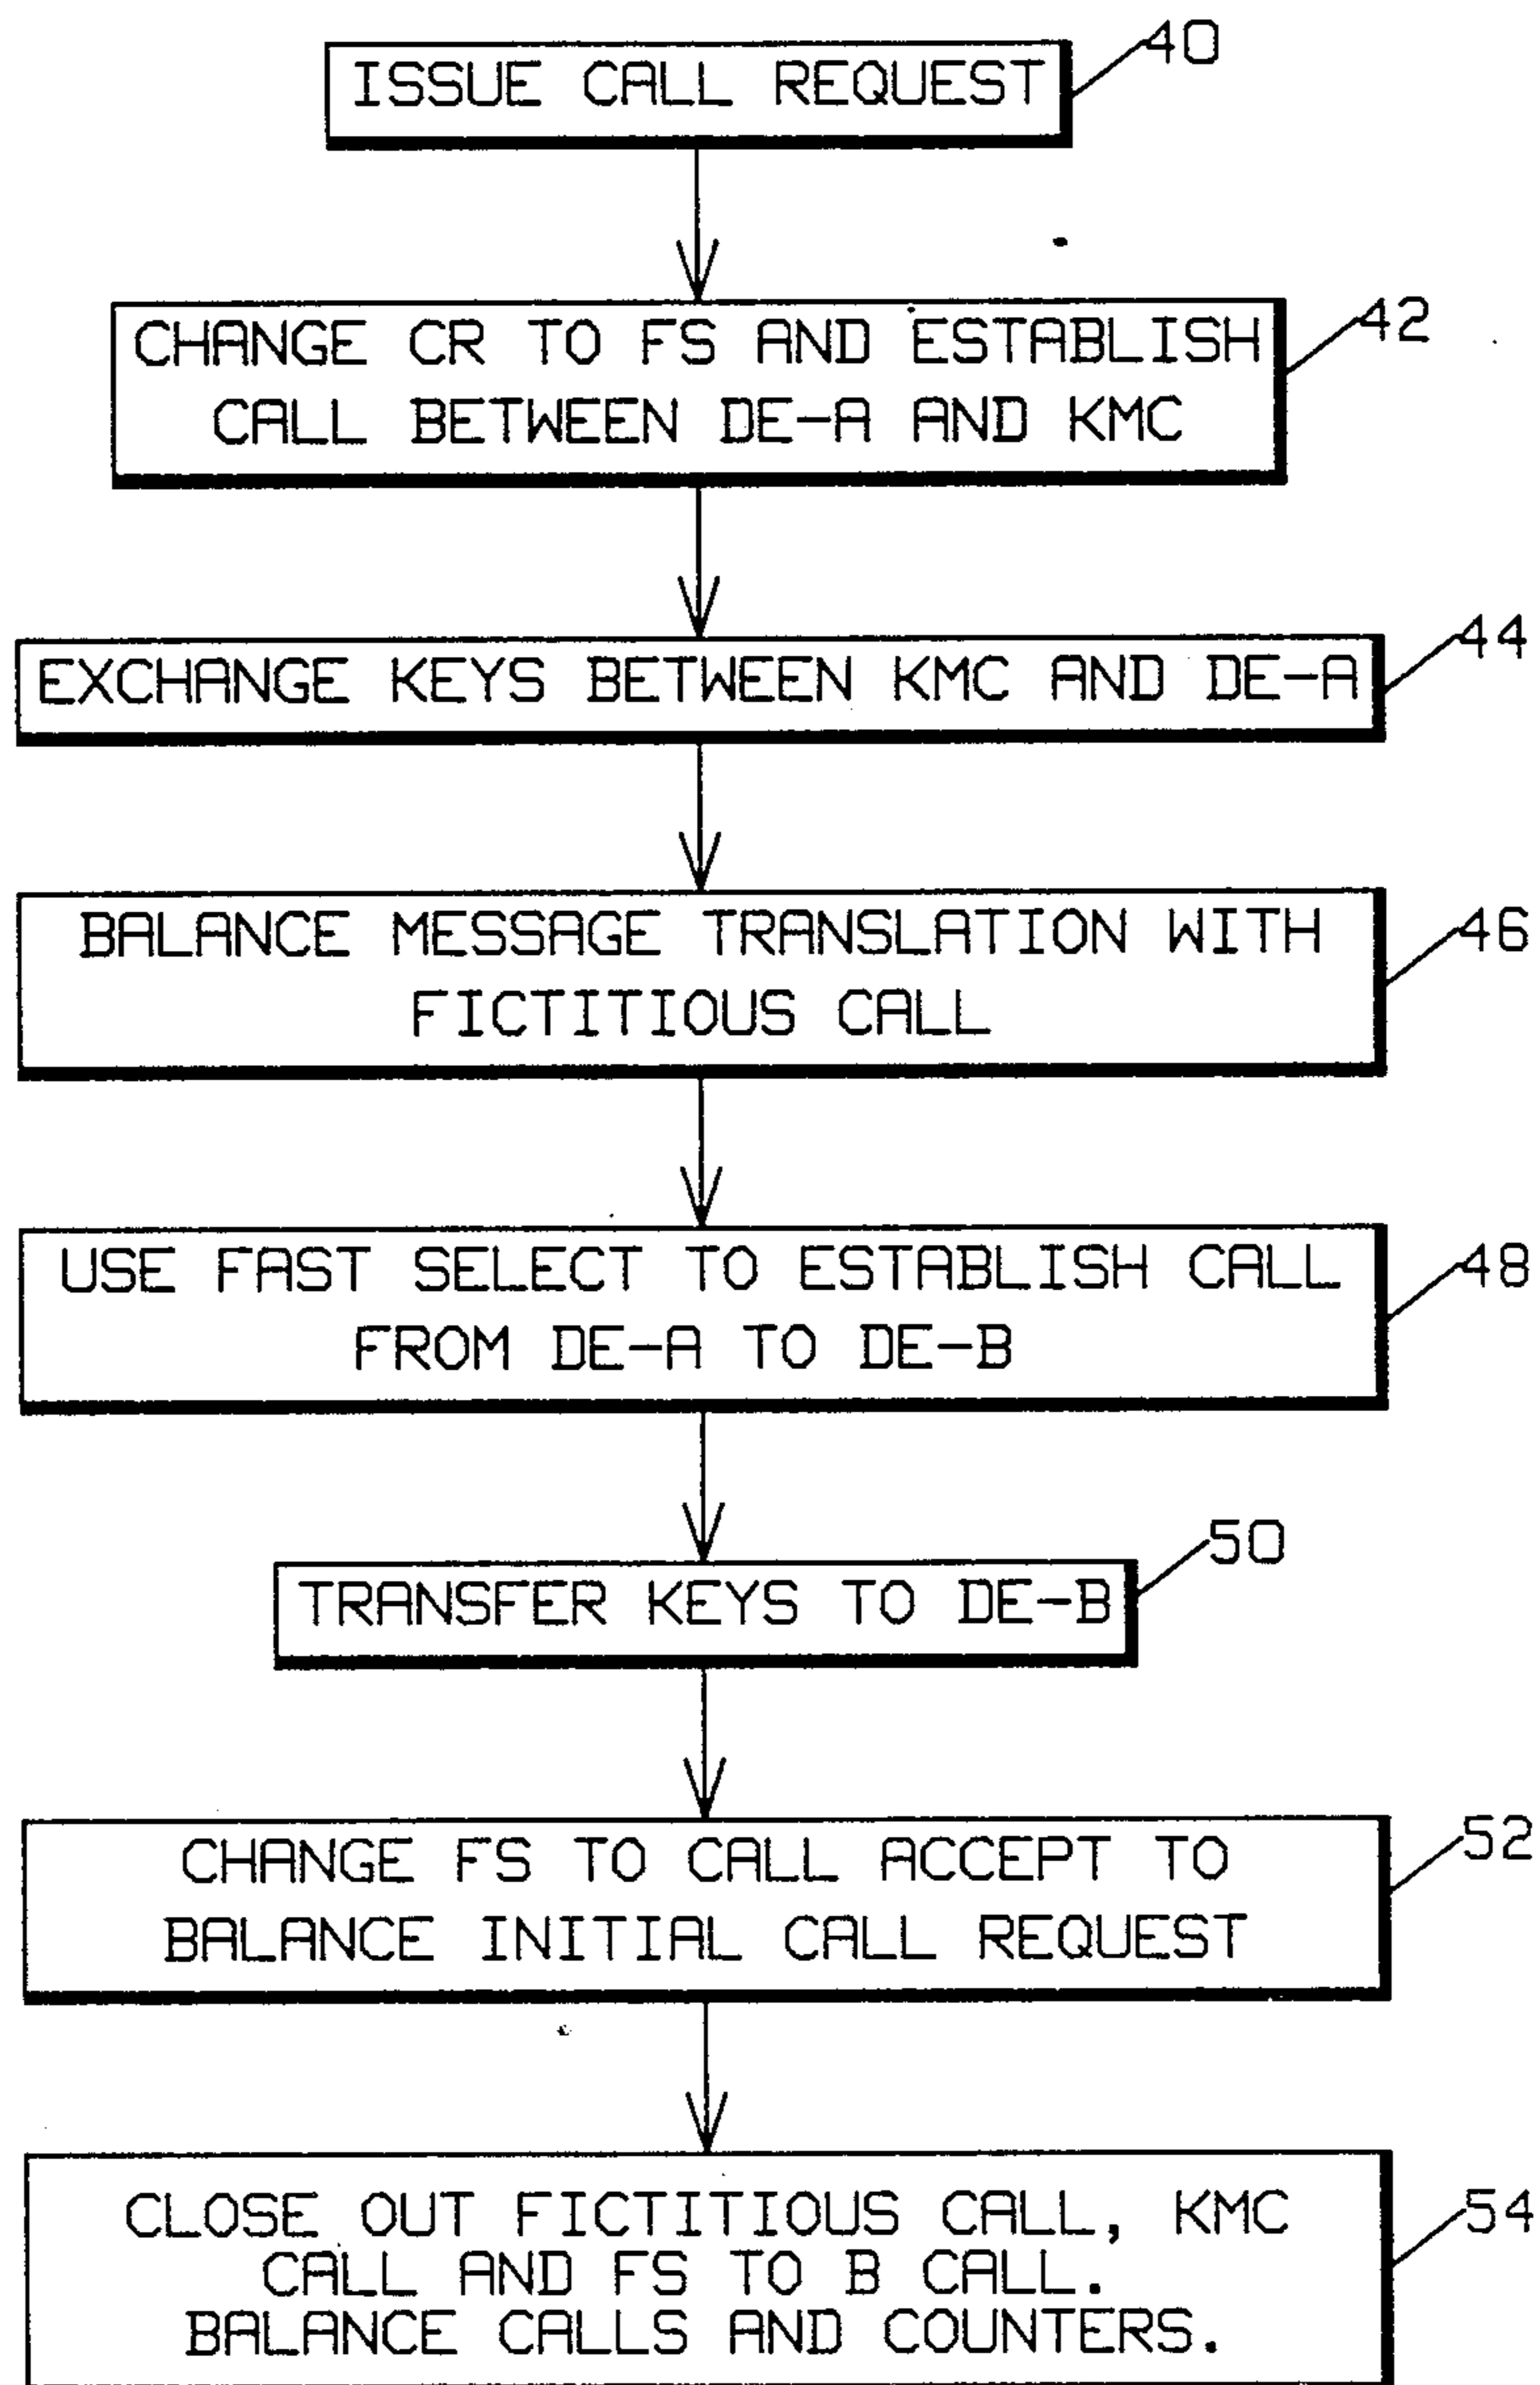 ISSUE CALL REQUEST
40
CHANGE CR TO FS AND ESTABLISH
CALL BETWEEN DE-A AND KMC
42
EXCHANGE KEYS BETWEEN KMC AND DE-A
44
BALANCE MESSAGE TRANSLATION WITH
FICTITIOUS CALL
46
USE FAST SELECT TO ESTABLISH CALL
FROM DE-A TO DE-B
48
TRANSFER KEYS TO DE-B
50
CHANGE FS TO CALL ACCEPT TO
BALANCE INITIAL CALL REQUEST
52
CLOSE OUT FICTITIOUS CALL, KMC
CALL AND FS TO B CALL.
BALANCE CALLS AND COUNTERS.
54